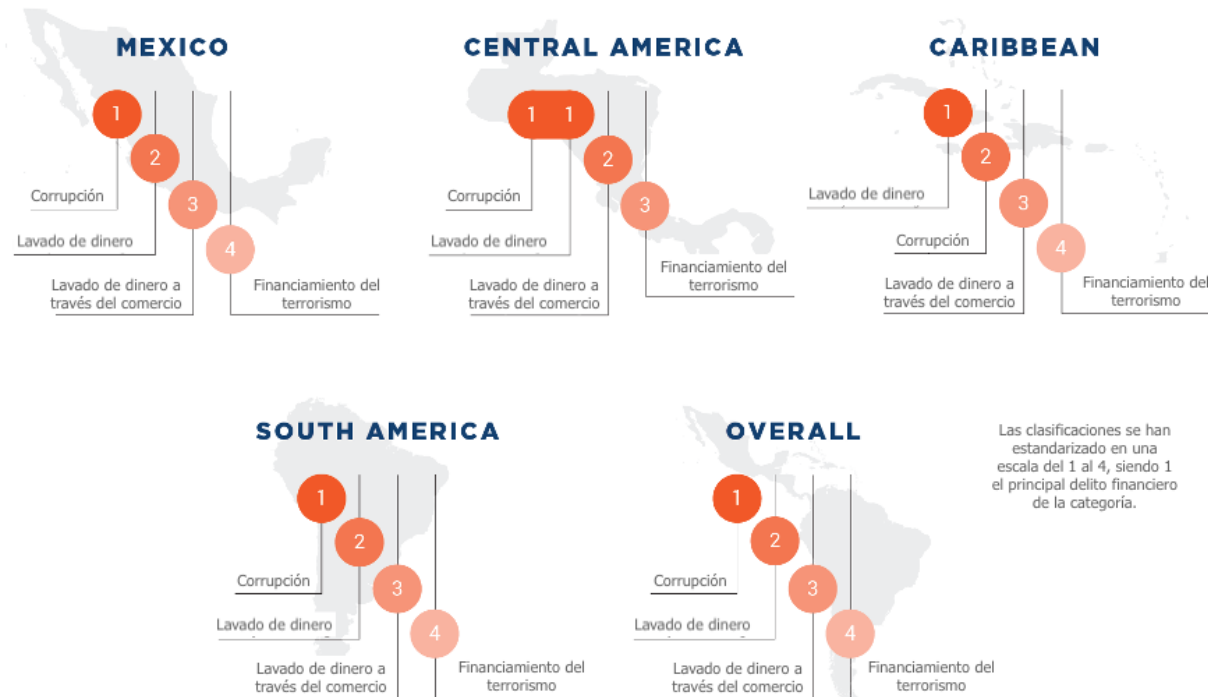 MEXICO
1
2
3
4
Corrupción
Lavado de dinero
Lavado de dinero a
través del comercio
Financiamiento del
terrorismo
CENTRAL AMERICA
1 1
2
3
Corrupción
Lavado de dinero
Lavado de dinero a
través del comercio
Financiamiento del
terrorismo
CARIBBEAN
1
2
3
4
Lavado de dinero
Corrupción
Lavado de dinero a
través del comercio
Financiamiento del
terrorismo
SOUTH AMERICA
1
2
3
4
Corrupción
Lavado de dinero
Lavado de dinero a
través del comercio
Financiamiento del
terrorismo
OVERALL
1
2
3
4
Corrupción
Lavado de dinero
Lavado de dinero a
través del comercio
Financiamiento del
terrorismo
Las clasificaciones se han
estandarizado en una
escala del 1 al 4, siendo 1
el principal delito financiero
de la categoría.